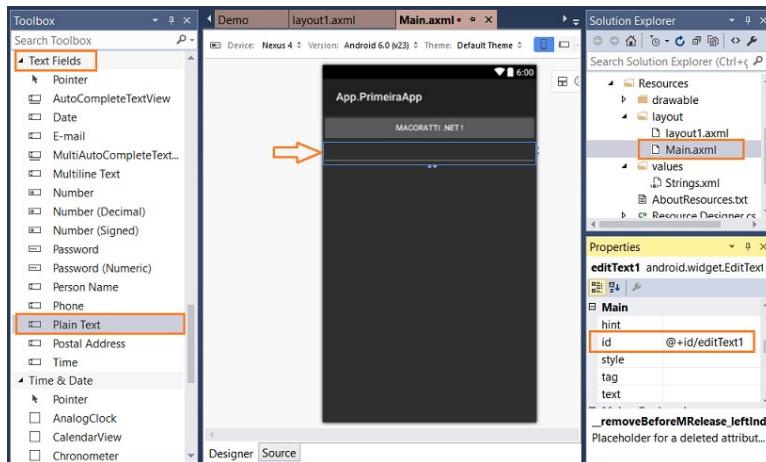 Toolbox
Search Toolbox
Text Fields
Pointer
AutoCompleteTextView
Date
E-mail
MultiAutoCompleteText...
Multiline Text
Number
Number (Decimal)
Number (Signed)
Password
Password (Numeric)
Person Name
Phone
Plain Text
Postal Address
Time
Time & Date
Pointer
AnalogClock
CalendarView
Chronometer
Demo layout1.axml Main.axml
Device: Nexus 4 Version: Android 6.0 (v23) Theme: Default Theme
6:00
App.PrimeiraApp
MACORATTI .NET !
Designer Source
Solution Explorer
Search Solution Explorer (Ctrl+ç
Resources
drawable
layout
layout1.axml
Main.axml
values
Strings.xml
AboutResources.txt
Resource.Designer.cs
Properties
editText1 android.widget.EditText
Main
hint
id @+id/editText1
style
tag
text
__removeBeforeMRelease_leftInd
Placeholder for a deleted attribut...